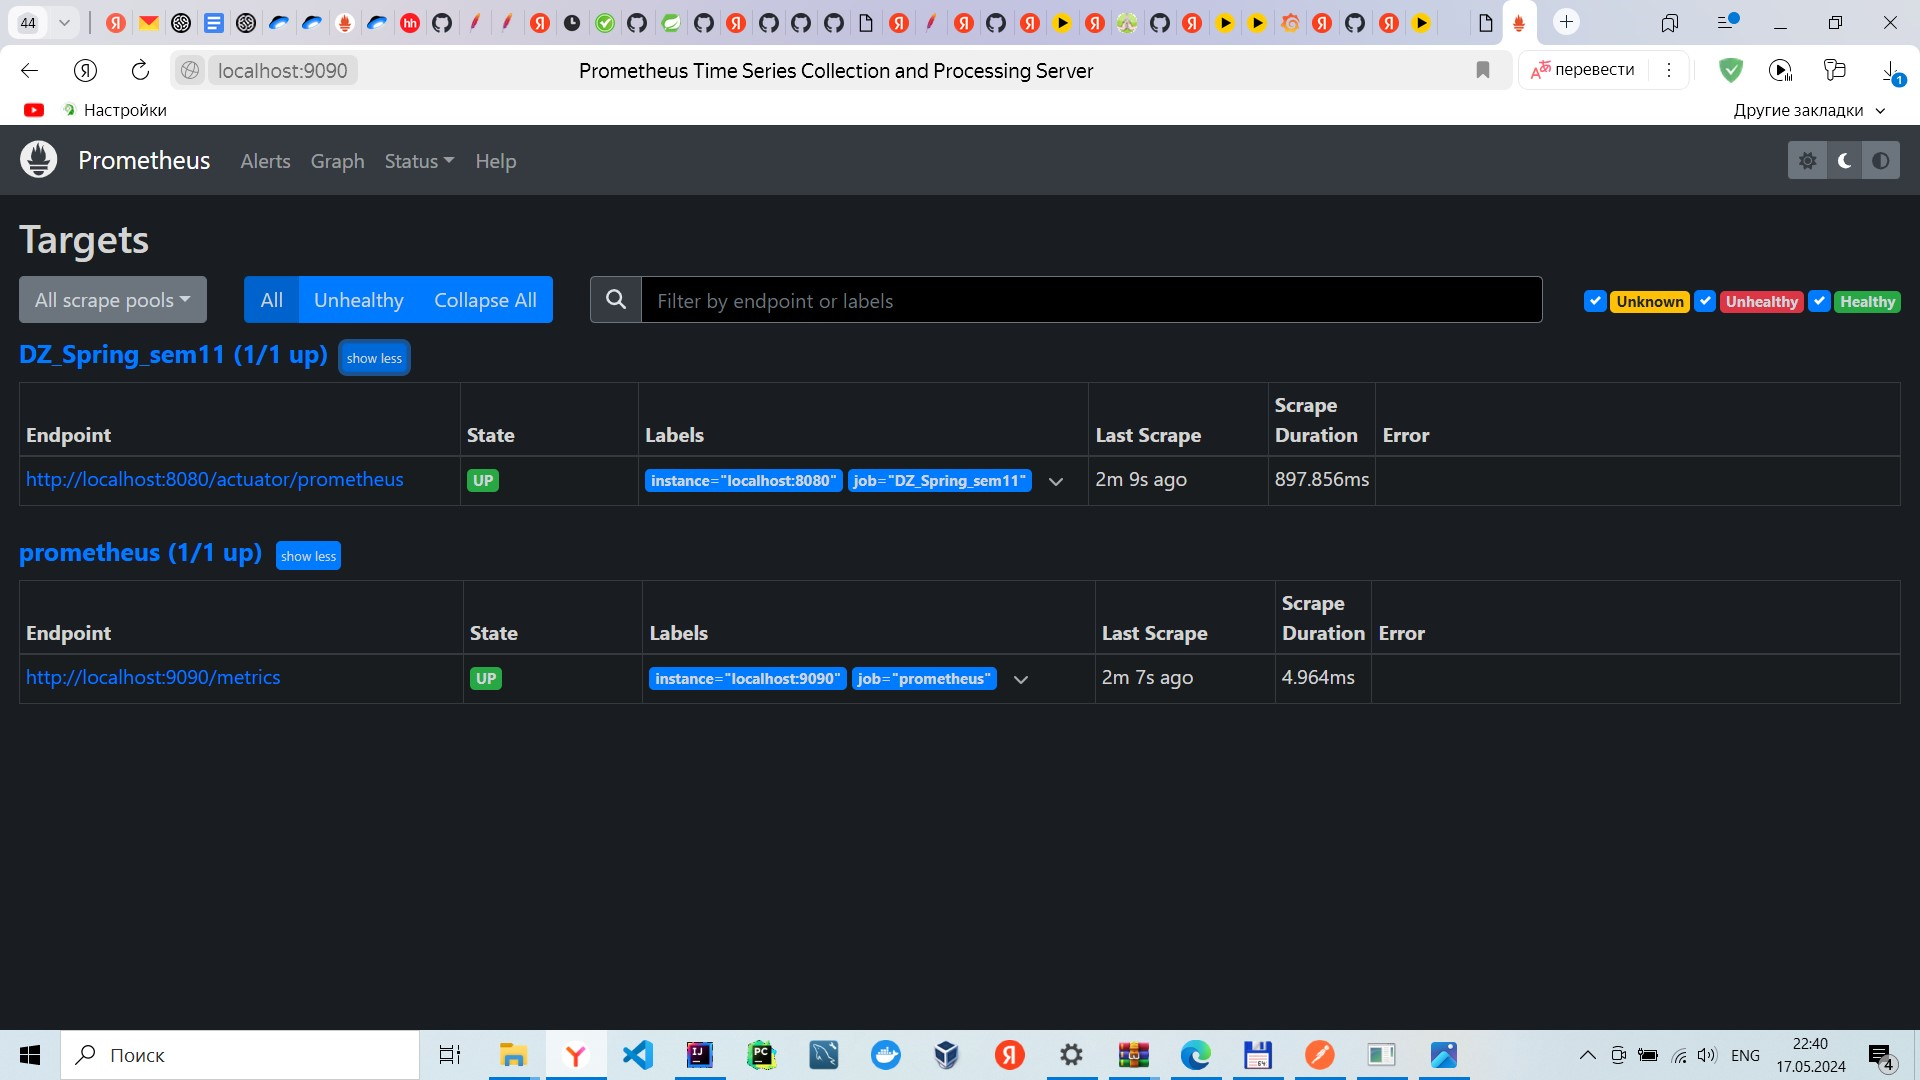 44
hh
localhost:9090
Prometheus Time Series Collection and Processing Server
перевести
1
Настройки
Другие закладки
Prometheus
Alerts
Graph
Status
Help
Targets
All scrape pools
All
Unhealthy
Collapse All
Filter by endpoint or labels
Unknown
Unhealthy
Healthy
DZ_Spring_sem11 (1/1 up)
show less
Endpoint
State
Labels
Last Scrape
Scrape
Duration
Error
http://localhost:8080/actuator/prometheus
UP
instance="localhost:8080"
job="DZ_Spring_sem11"
2m 9s ago
897.856ms
prometheus (1/1 up)
show less
Endpoint
State
Labels
Last Scrape
Scrape
Duration
Error
http://localhost:9090/metrics
UP
instance="localhost:9090"
job="prometheus"
2m 7s ago
4.964ms
Поиск
ENG
22:40
17.05.2024
4